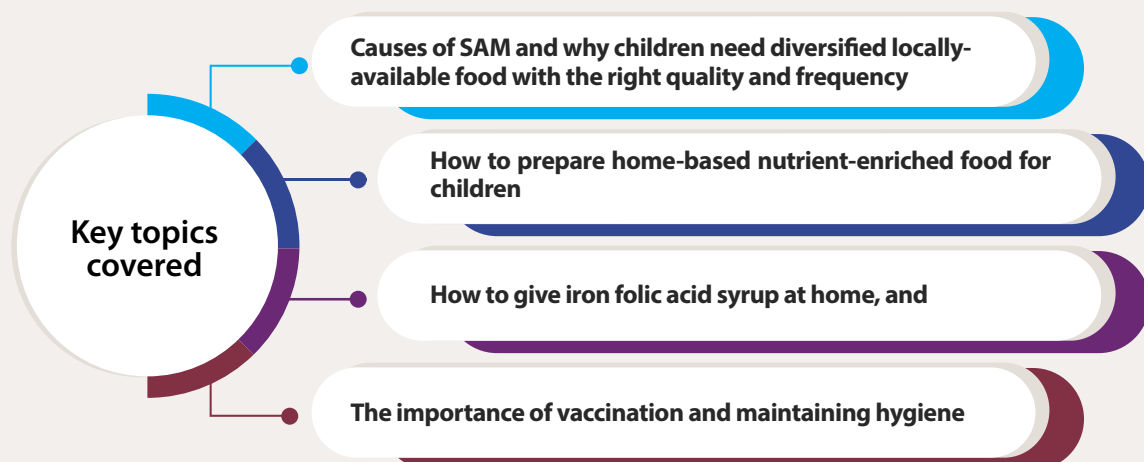 Key topics
covered
Causes of SAM and why children need diversified locally-
available food with the right quality and frequency
How to prepare home-based nutrient-enriched food for
children
How to give iron folic acid syrup at home, and
The importance of vaccination and maintaining hygiene